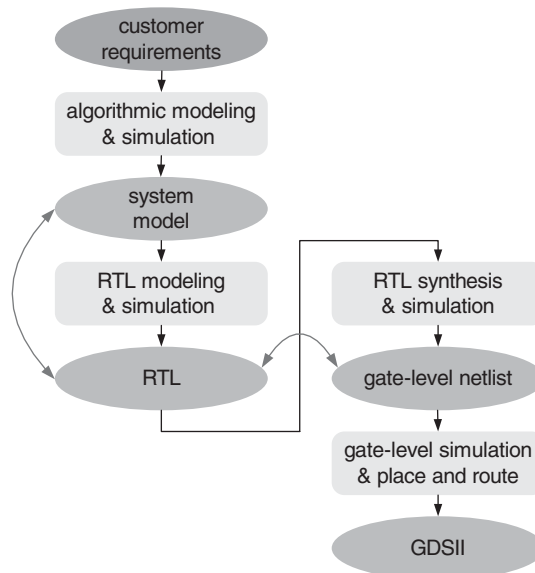 customer
requirements
algorithmic modeling
& simulation
system
model
RTL modeling
& simulation
RTL
RTL synthesis
& simulation
gate-level netlist
gate-level simulation
& place and route
GDSII